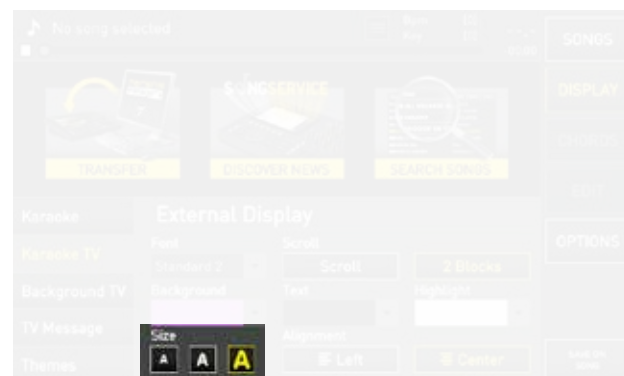 No song selected
SONGS
SONGSERVICE
DISPLAY
TRANSFER
DISCOVER NEWS
SEARCH SONGS
CHORDS
EDIT
Karaoke
External Display
Font
Scroll
OPTIONS
Karaoke TV
Standard 2
Scroll
2 Blocks
Background TV
Background
Text
Highlight
TV Message
Size
Alignment
A A A
Left
Center
Themes